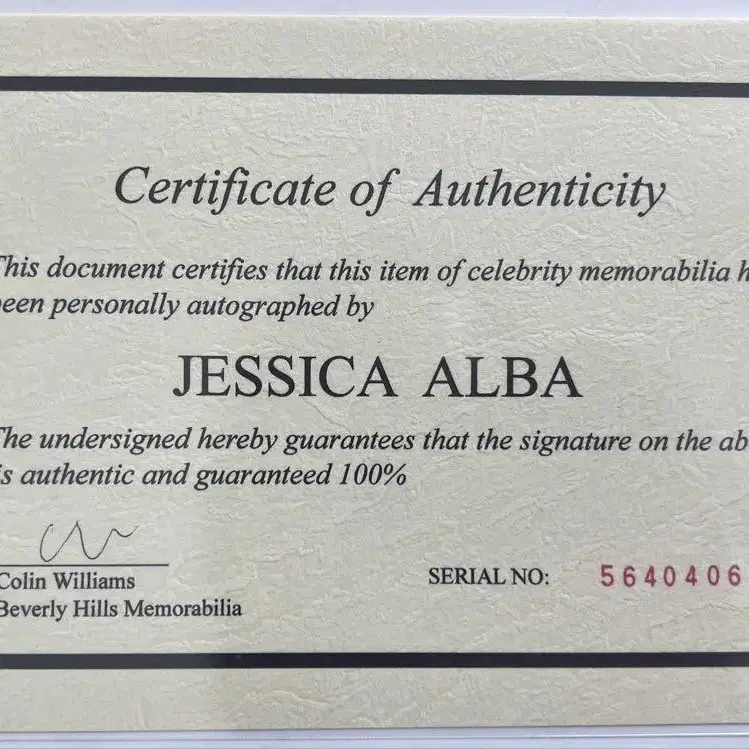 Certificate of Authenticity
This document certifies that this item of celebrity memorabilia h
been personally autographed by
JESSICA ALBA
The undersigned hereby guarantees that the signature on the ab
is authentic and guaranteed 100%
Colin Williams
Beverly Hills Memorabilia
SERIAL NO: 5640406